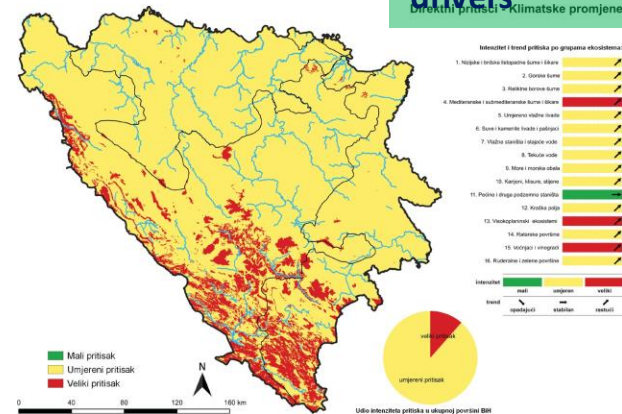 univers
Direktni pritisci - Klimatske promjene
Intenzitet i trend pritiska po grupama ekosistema:
1. Nizijske i brdske listopadne šume i šikare
2. Gorske šume
3. Reliktne borove šume
4. Mediteranske i submediteranske šume i šikare
5. Umjereno vlažne livade
6. Suve i kamenite livade i pašnjaci
7. Vlažna staništa i stajaće vode
8. Tekuće vode
9. More i morska obala
10. Kanjoni, klisure, stijene
11. Pećine i druga podzemna staništa
12. Kraška polja
13. Visokoplaninski ekosistemi
14. Ratarske površine
15. Voćnjaci i vinogradi
16. Ruderalne i zelene površine
intenzitet
mali umjeren veliki
trend
opadajući stabilan rastući
Mali pritisak
Umjereni pritisak
Veliki pritisak
N
0 20 40 80 120 160 km
veliki pritisak
umjereni pritisak
Udio intenziteta pritiska u ukupnoj površini BiH